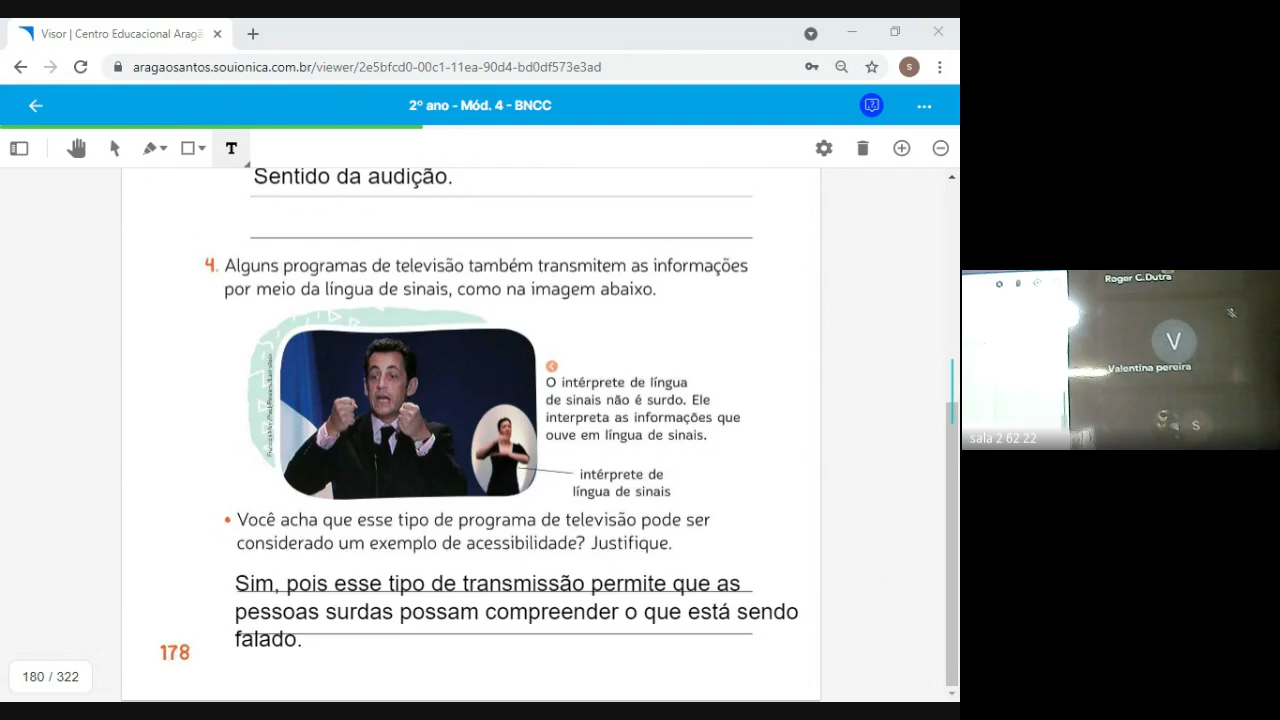 Visor | Centro Educacional Aragã
aragaosantos.souionica.com.br/viewer/2e5bfcd0-00c1-11ea-90d4-bd0df573e3ad
s
2º ano - Mód. 4 - BNCC
T
Sentido da audição.
4. Alguns programas de televisão também transmitem as informações
por meio da língua de sinais, como na imagem abaixo.
O intérprete de língua
de sinais não é surdo. Ele
interpreta as informações que
ouve em língua de sinais.
intérprete de
língua de sinais
• Você acha que esse tipo de programa de televisão pode ser
considerado um exemplo de acessibilidade? Justifique.
Sim, pois esse tipo de transmissão permite que as
pessoas surdas possam compreender o que está sendo
falado.
178
180 / 322
Roger C.Dutra
V
Valentina pereira
S
sala 2 62 22